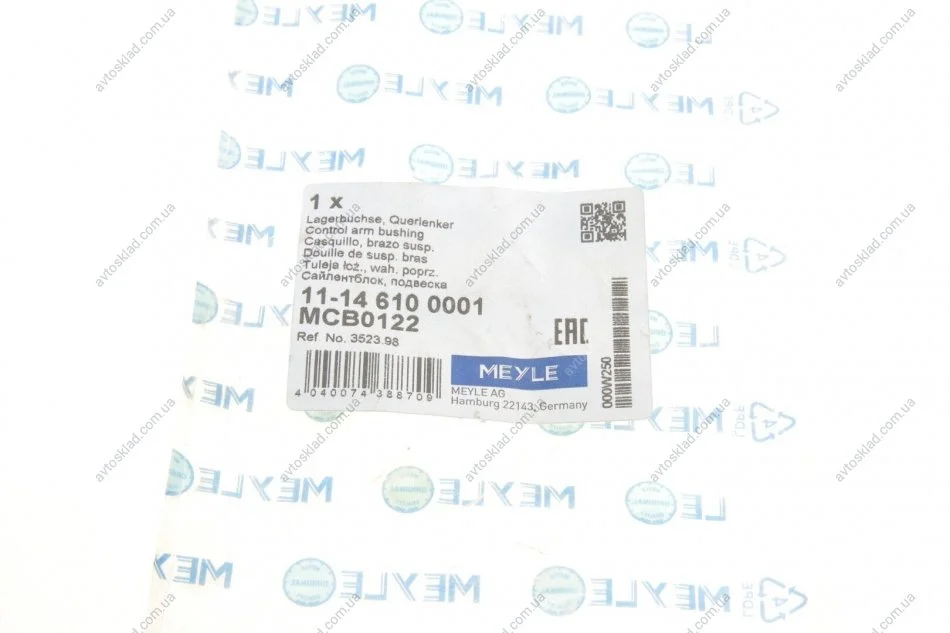 1 x
Lagerbuchse, Querlenker
Control arm bushing
Casquillo, brazo susp.
Douille de susp. bras
Tuleja łoż., wah. poprz.
Сайлентблок, подвеска
11-14 610 0001
MCB0122
Ref. No. 3523.98
4 040074 388709
MEYLE
MEYLE AG
Hamburg 22143, Germany
EAC
000W250
MEYLE
LDPE
avtosklad.com.ua